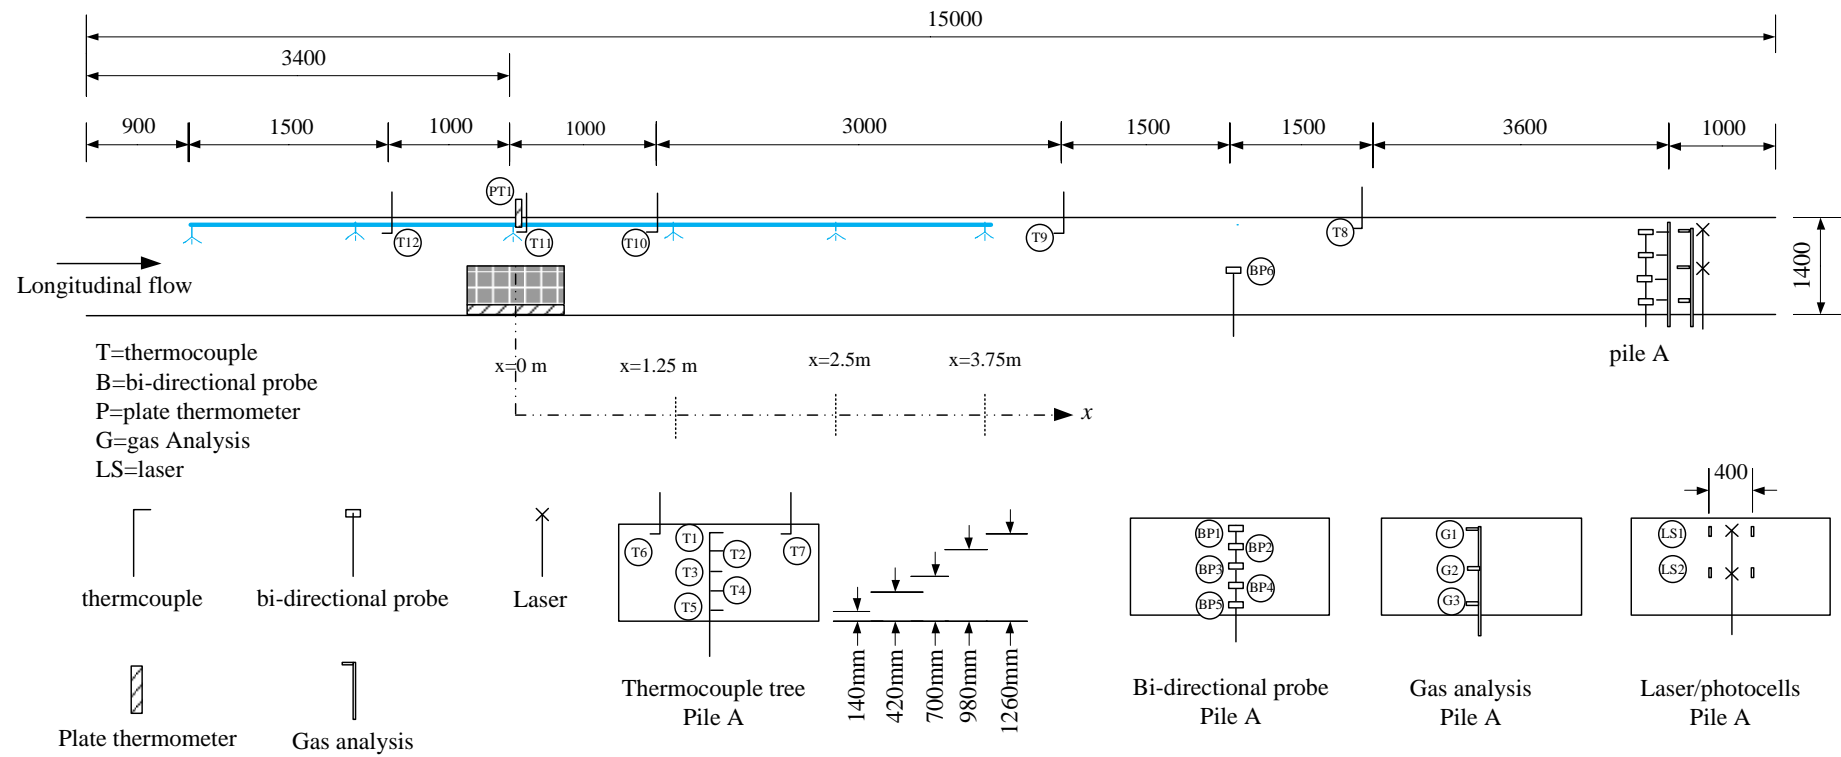 15000
3400
900
1500
1000
1000
3000
1500
1500
3600
1000
PT1
T12
T11
T10
T9
T8
BP6
1400
Longitudinal flow
pile A
T=thermocouple
B=bi-directional probe
P=plate thermometer
G=gas Analysis
LS=laser
x=0 m
x=1.25 m
x=2.5m
x=3.75m
x
thermcouple
bi-directional probe
Laser
Plate thermometer
Gas analysis
T6
T1
T2
T3
T4
T5
T7
140mm
420mm
700mm
980mm
1260mm
Thermocouple tree
Pile A
BP1
BP2
BP3
BP4
BP5
Bi-directional probe
Pile A
G1
G2
G3
Gas analysis
Pile A
400
LS1
LS2
Laser/photocells
Pile A